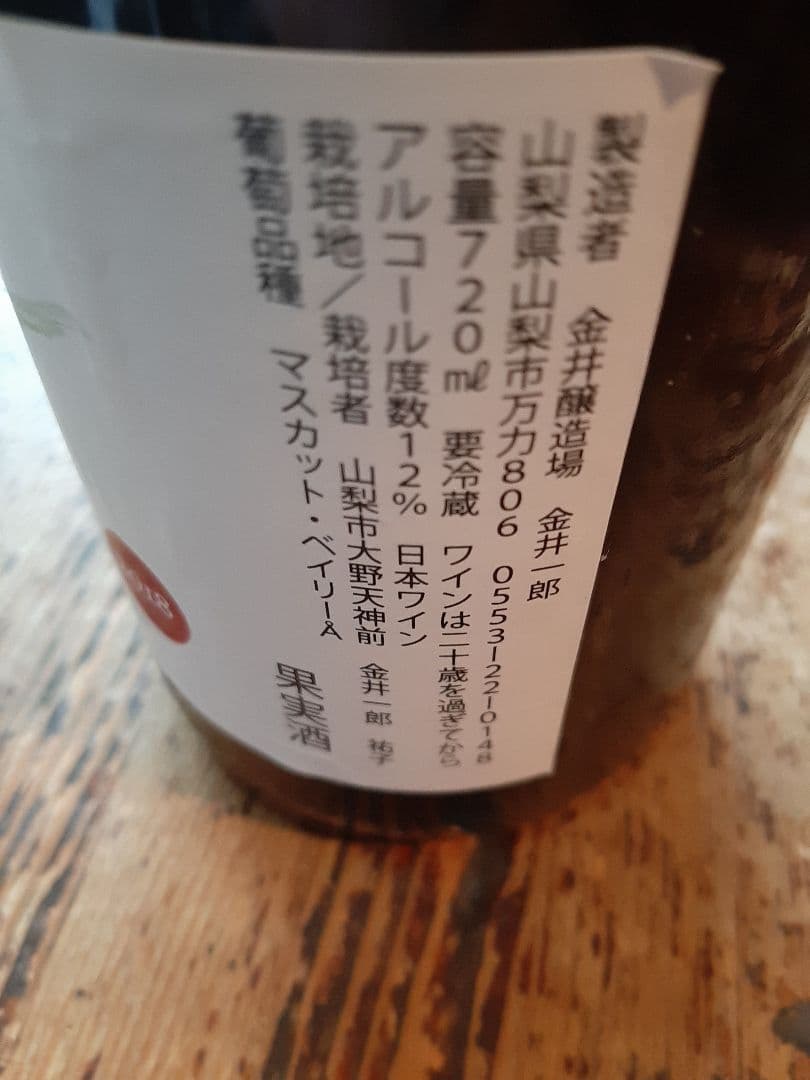 製造者 金井醸造場 金井一郎
山梨県山梨市万力806 0553-22-0148
容量720ml 要冷蔵 ワインは二十歳を過ぎてから
アルコール度数12% 日本ワイン
栽培地/栽培者 山梨市大野天神前 金井一郎 祐子
葡萄品種 マスカット・ベイリーA
果実酒